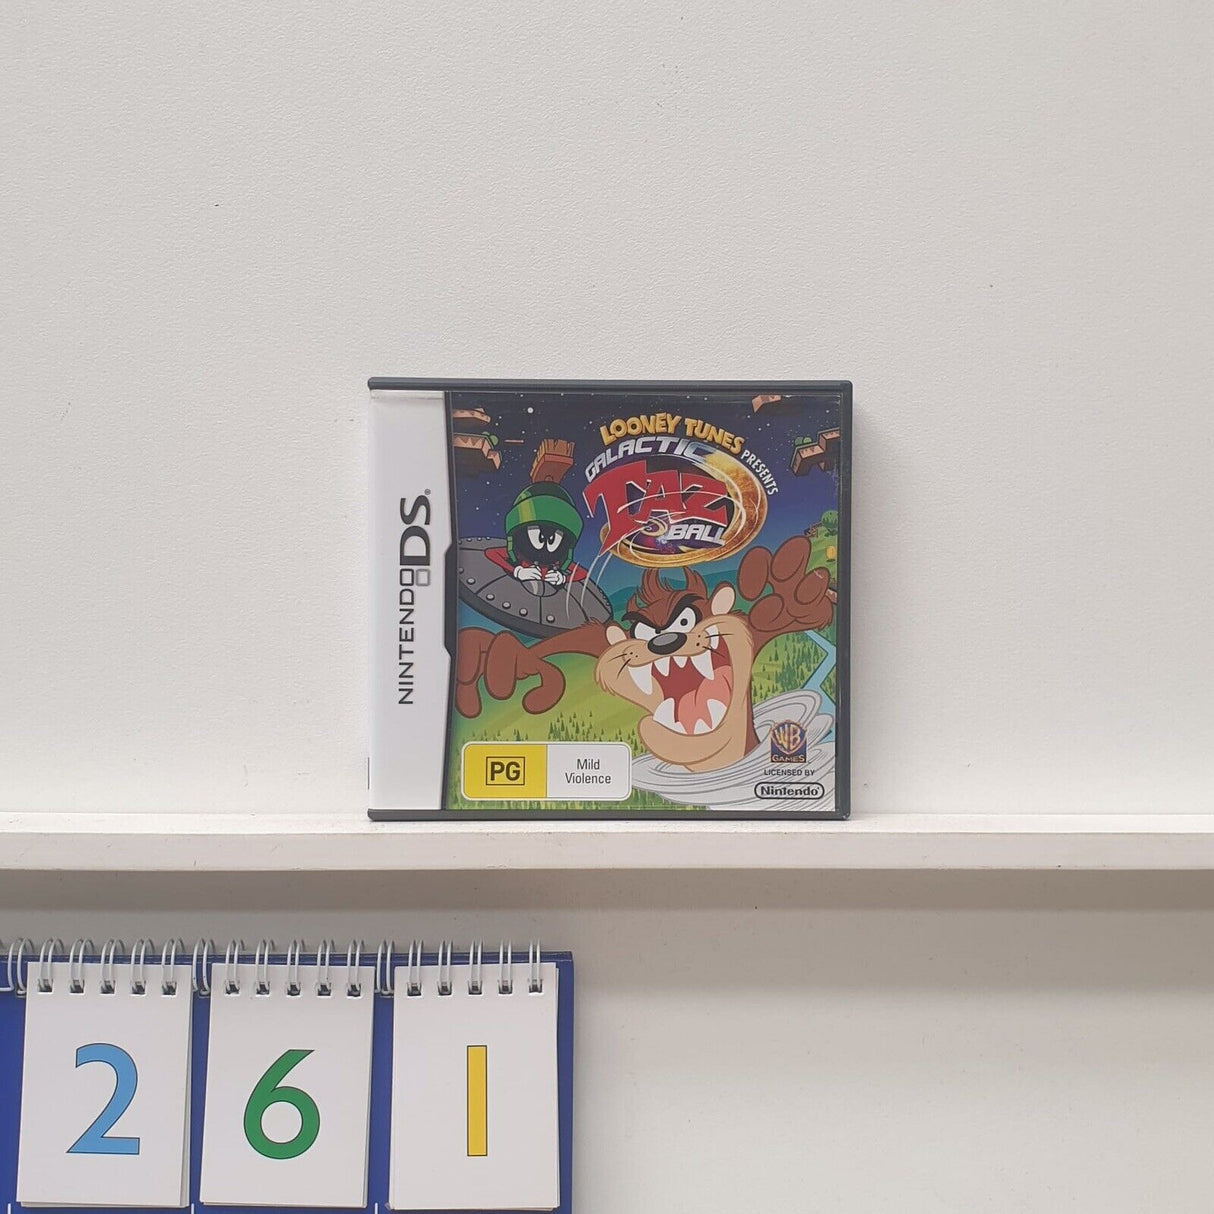 NINTENDO DS®
LOONEY TUNES
PRESENTS
GALACTIC
TAZ
BALL
PG
Mild
Violence
WB
GAMES
LICENSED BY
Nintendo®
2 6 1